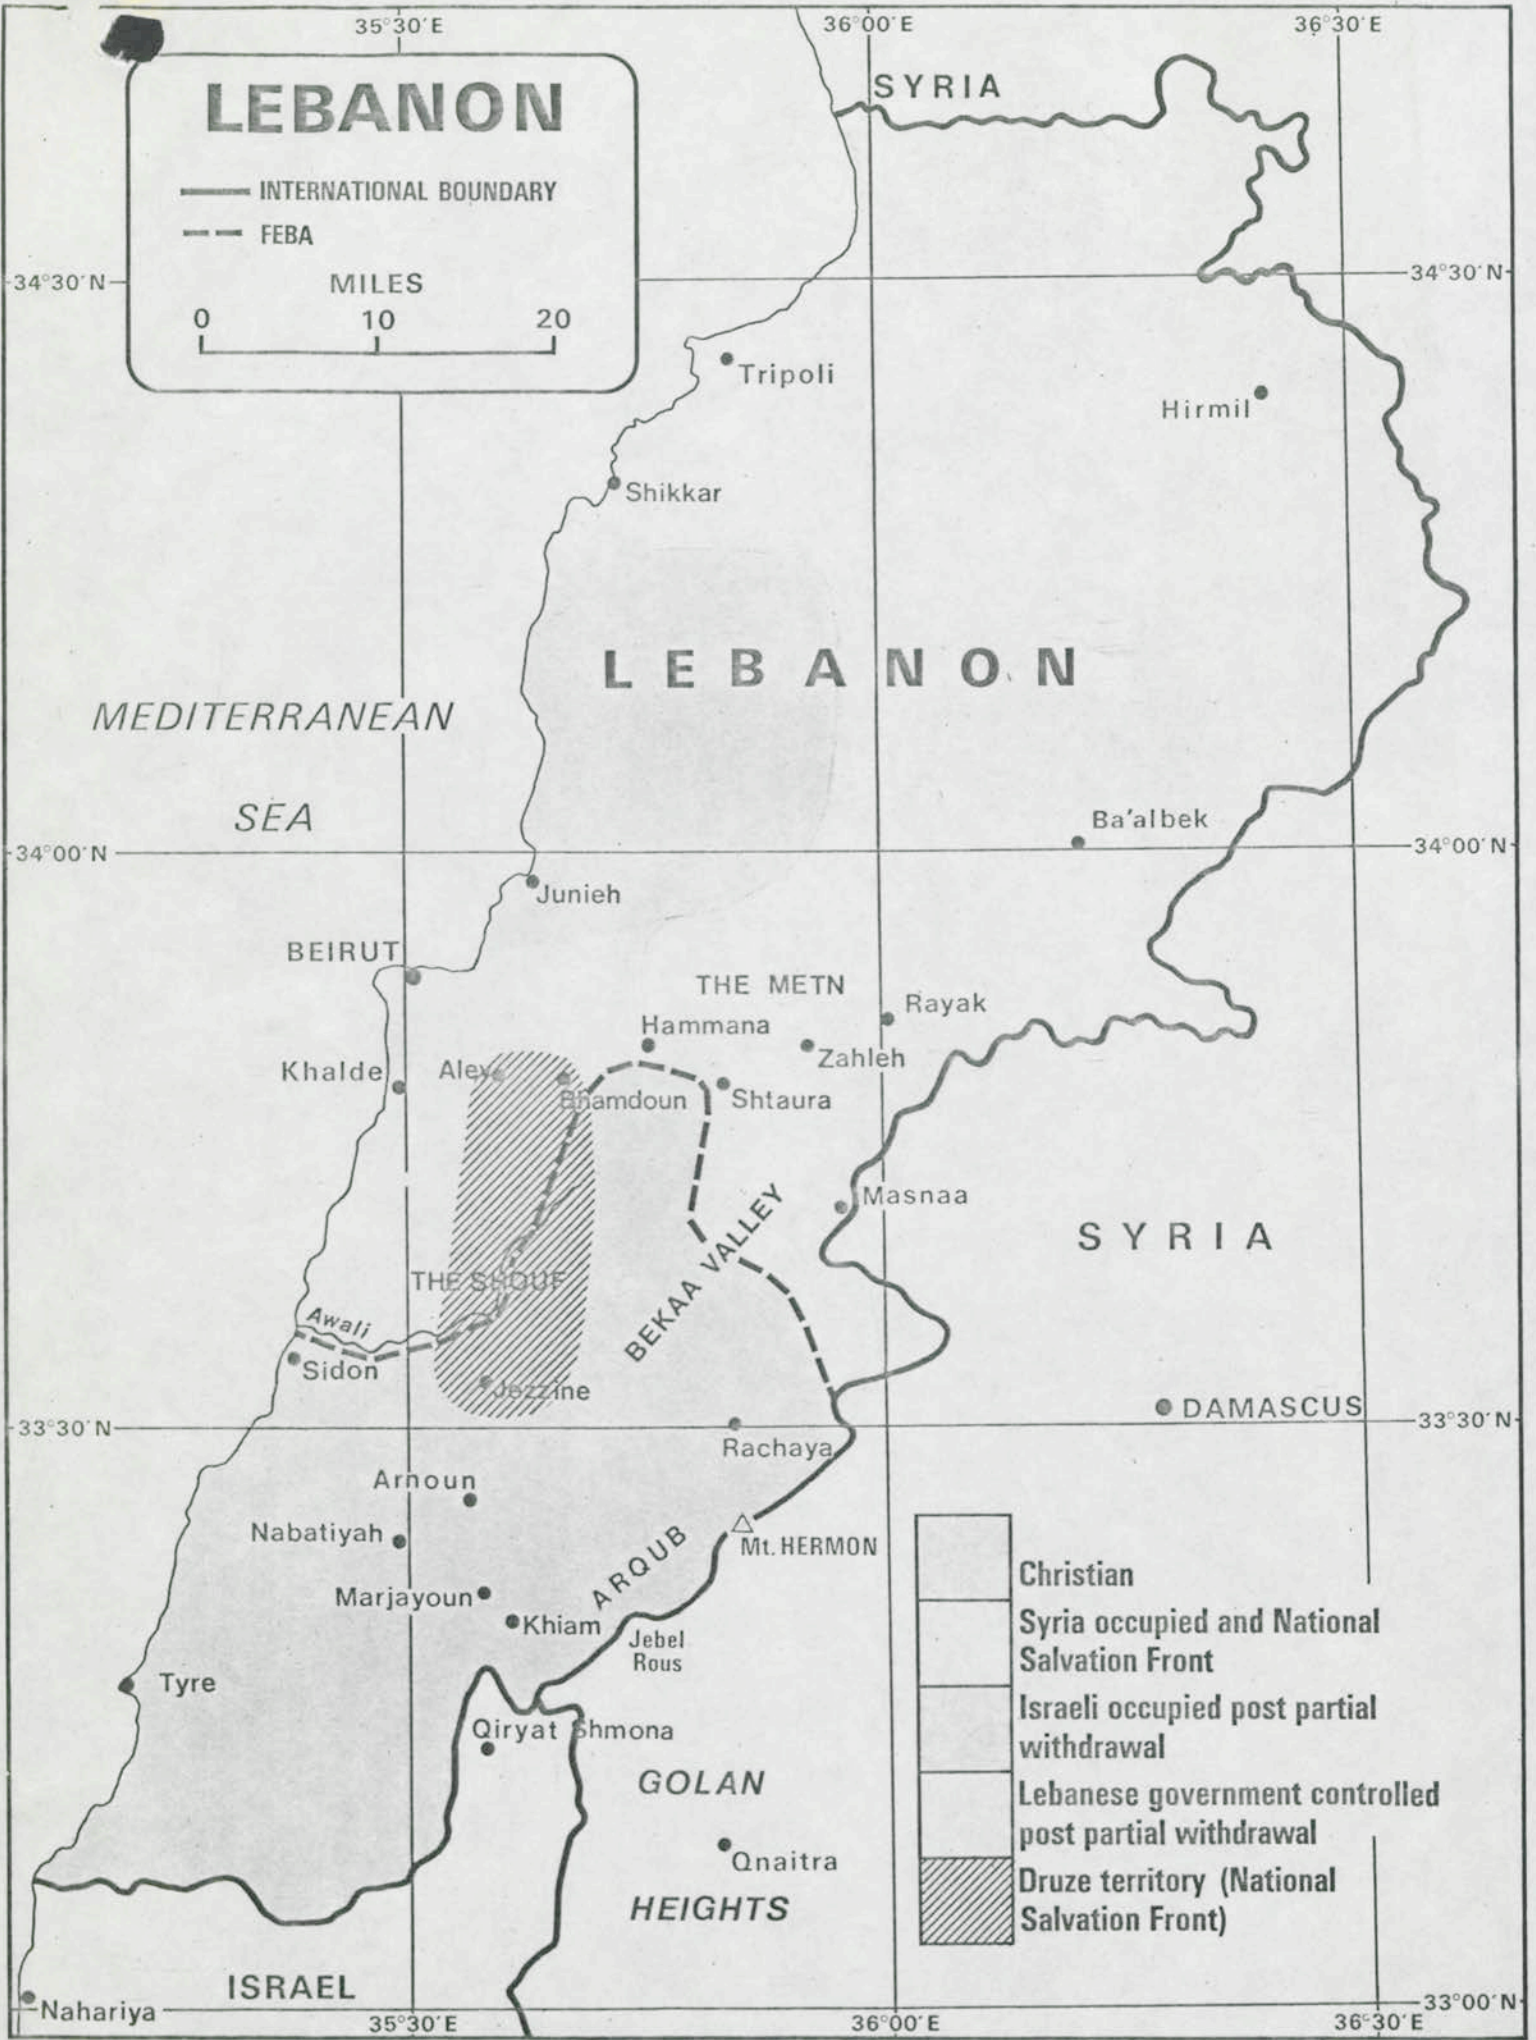 35°30'E
36°00'E
36°30'E
LEBANON
INTERNATIONAL BOUNDARY
FEBA
MILES
0 10 20
SYRIA
34°30'N
34°30'N
Tripoli
Hirmil
Shikkar
LEBANON
MEDITERRANEAN
SEA
Ba'albek
34°00'N
34°00'N
Junieh
BEIRUT
THE METN
Rayak
Hammana
Zahleh
Khalde
Aley
Bhamdoun
Shtaura
Masnaa
BEKAA VALLEY
SYRIA
THE SHOUF
Awali
Sidon
Jezzine
DAMASCUS
33°30'N
33°30'N
Rachaya
Arnoun
Nabatiyah
Mt. HERMON
ARQUB
Marjayoun
Khiam
Jebel
Rous
Tyre
Qiryat Shmona
GOLAN
Qnaitra
HEIGHTS
Christian
Syria occupied and National
Salvation Front
Israeli occupied post partial
withdrawal
Lebanese government controlled
post partial withdrawal
Druze territory (National
Salvation Front)
ISRAEL
Nahariya
33°00'N
35°30'E
36°00'E
36°30'E